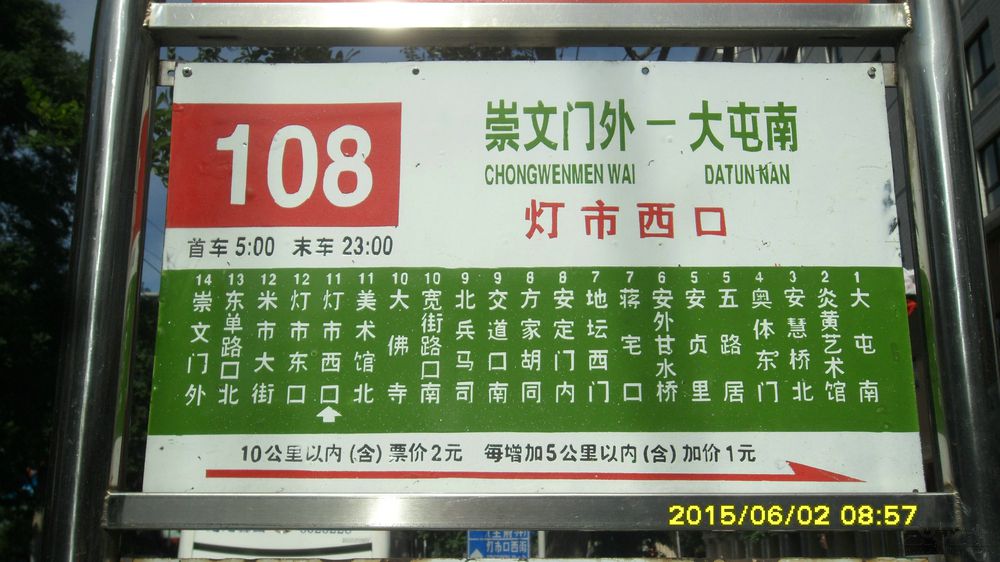 108
崇文门外 — 大屯南
CHONGWENMEN WAI DATUN NAN
灯市西口
首车 5:00 末车 23:00
14 崇文门外
13 东单路口北
12 米市大街
12 灯市东口
11 灯市西口
11 美术馆北
10 大佛寺
10 宽街路口南
9 北兵马司
9 交道口南
8 方家胡同
8 安定门内
7 地坛西门
7 蒋宅口
6 安外甘水桥
5 安贞里
5 五路居
4 奥体东门
3 安慧桥北
2 炎黄艺术馆
1 大屯南
10公里以内(含)票价2元 每增加5公里以内(含)加价1元
2015/06/02 08:57
灯市口西街